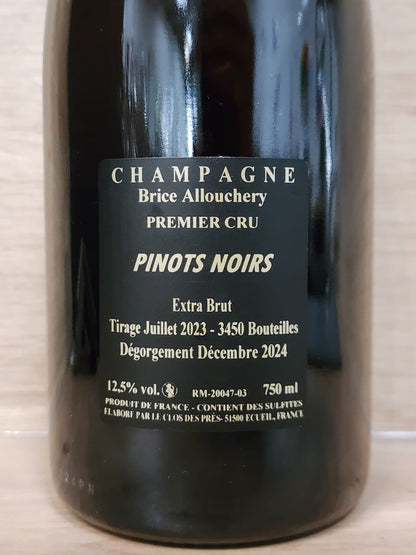 CHAMPAGNE
Brice Allouchery
PREMIER CRU
PINOTS NOIRS
Extra Brut
Tirage Juillet 2023 - 3450 Bouteilles
Dégorgement Décembre 2024
12,5% vol. RM-20047-03 750 ml
PRODUIT DE FRANCE - CONTIENT DES SULFITES
ELABORÉ PAR LE CLOS DES PRÉS- 51500 ECUEIL, FRANCE